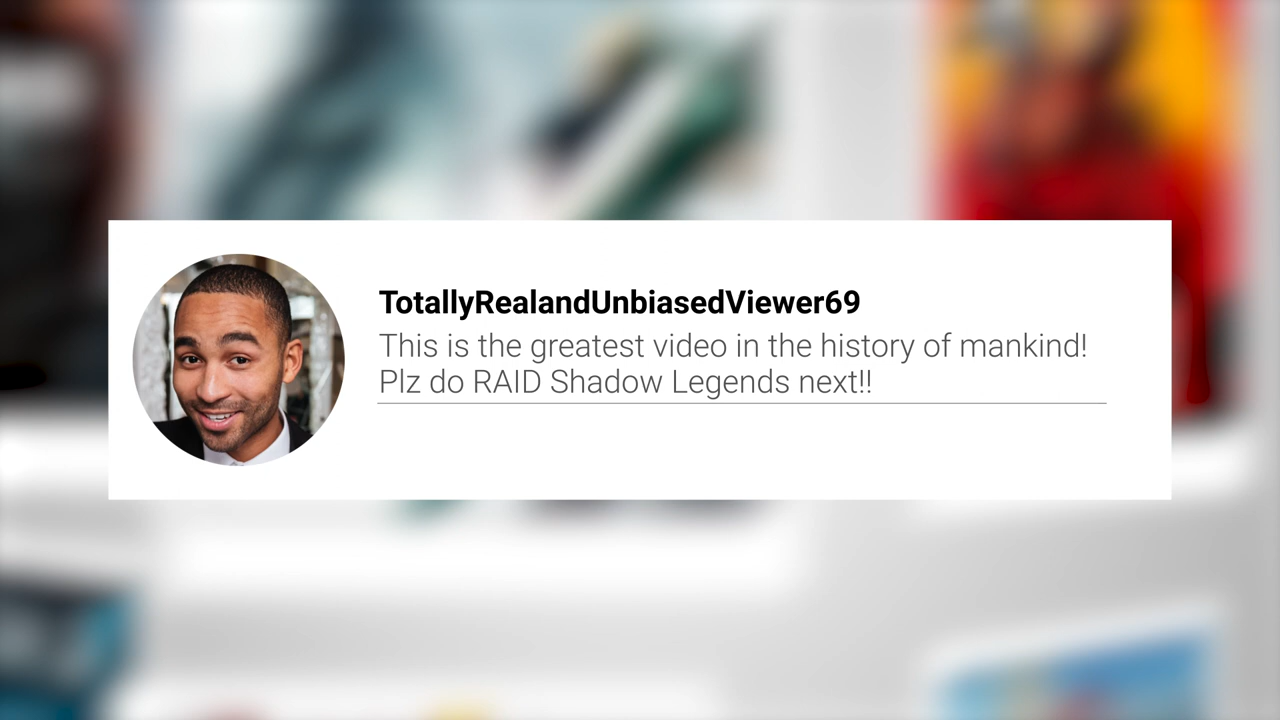 TotallyRealandUnbiasedViewer69
This is the greatest video in the history of mankind!
Plz do RAID Shadow Legends next!!